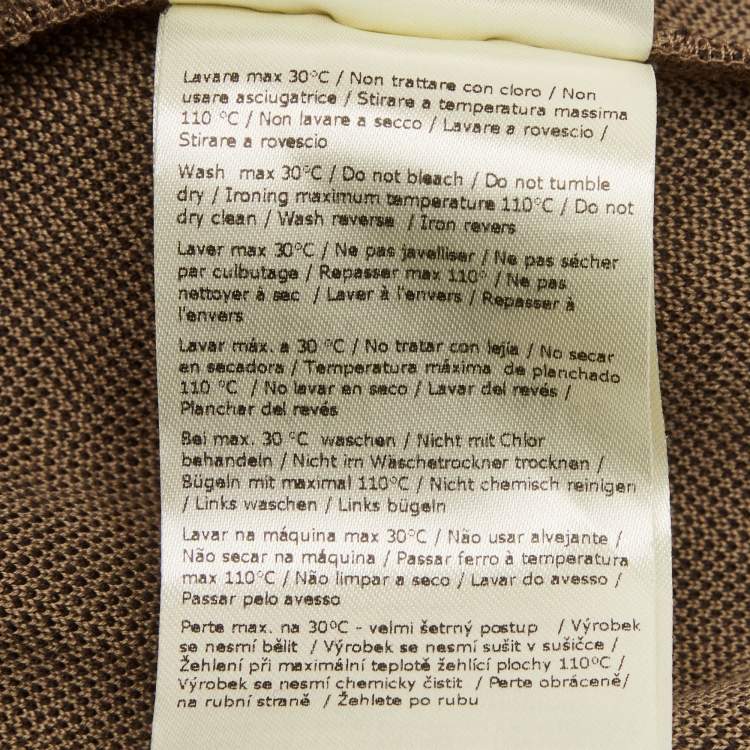 Lavare max 30°C / Non trattare con cloro / Non
usare asciugatrice / Stirare a temperatura massima
110 °C / Non lavare a secco / Lavare a rovescio /
Stirare a rovescio
Wash max 30°C / Do not bleach / Do not tumble
dry / Ironing maximum temperature 110°C / Do not
dry clean / Wash reverse / Iron revers
Laver max 30°C / Ne pas javelliser / Ne pas sécher
par culbutage / Repasser max 110° / Ne pas
nettoyer à sec / Laver à l'envers / Repasser à
l'envers
Lavar máx. a 30 °C / No tratar con lejía / No secar
en secadora / Temperatura máxima de planchado
110 °C / No lavar en seco / Lavar del revés /
Planchar del revés
Bei max. 30 °C waschen / Nicht mit Chlor
behandeln / Nicht im Wäschetrockner trocknen /
Bügeln mit maximal 110°C / Nicht chemisch reinigen
/ Links waschen / Links bügeln
Lavar na máquina max 30°C / Não usar alvejante /
Não secar na máquina / Passar ferro à temperatura
max 110°C / Não limpar a seco / Lavar do avesso /
Passar pelo avesso
Perte max. na 30°C - velmi šetrný postup / Výrobek
se nesmí bělit / Výrobek se nesmí sušit v sušičce /
Žehlení při maximální teplotě žehlící plochy 110°C /
Výrobek se nesmí chemicky čistit / Perte obráceně/
na rubní straně / Žehlete po rubu